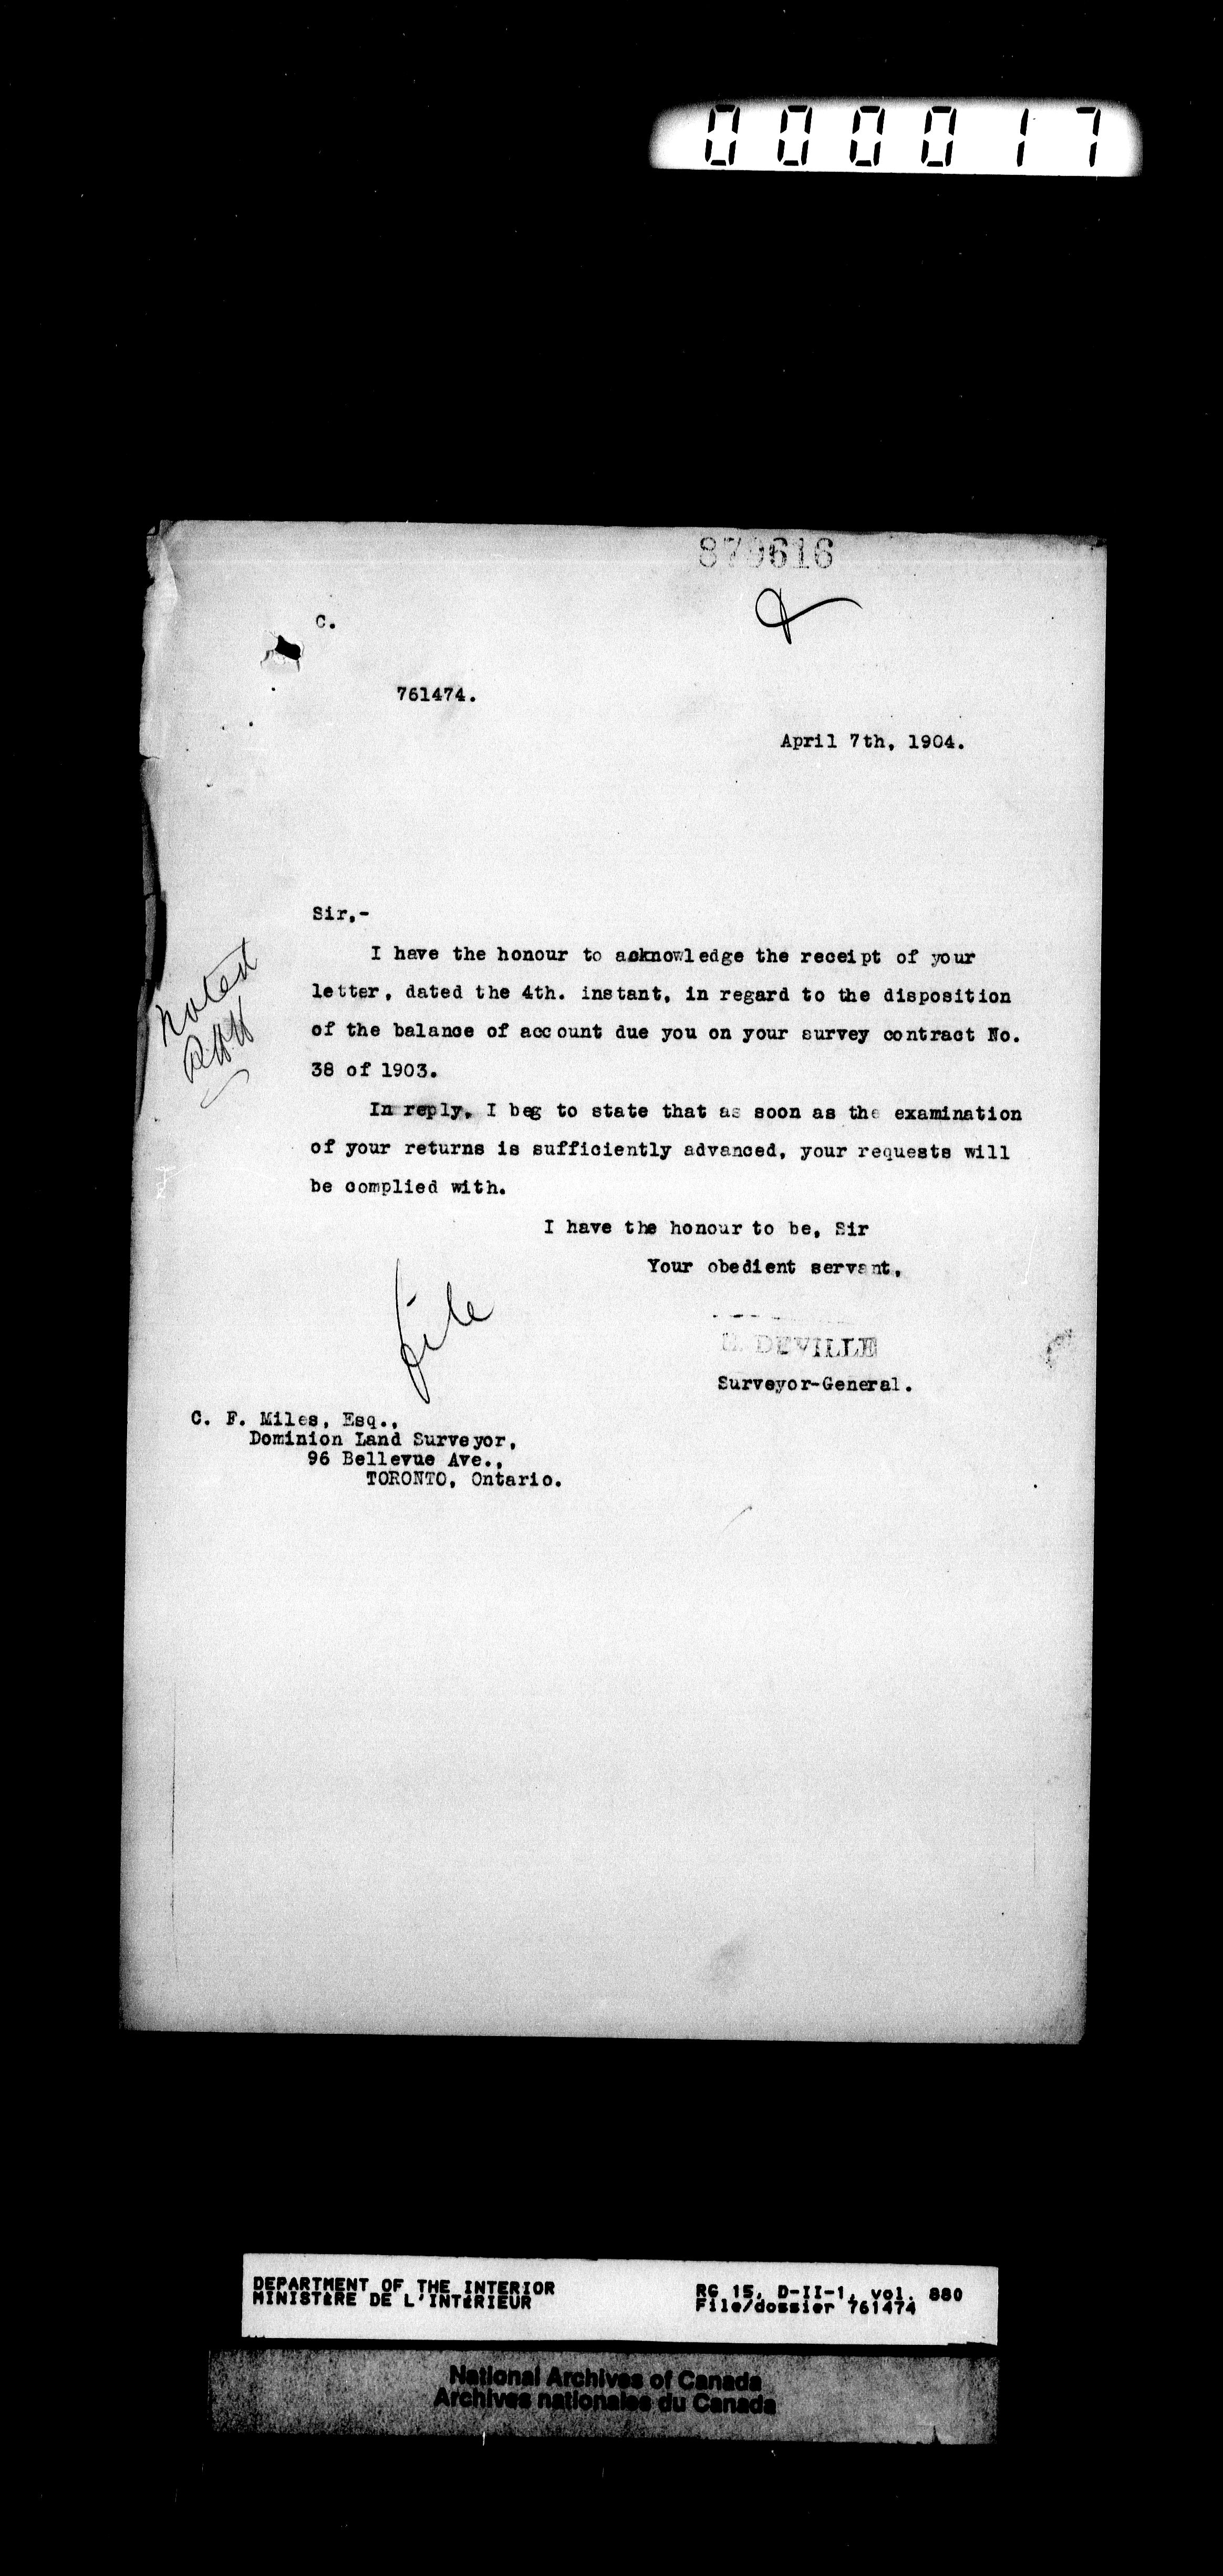 000017
879616
C.
761474.
April 7th, 1904.
Sir,-
I have the honour to acknowledge the receipt of your
letter, dated the 4th. instant, in regard to the disposition
of the balance of account due you on your survey contract No.
38 of 1903.
Noted
In reply, I beg to state that as soon as the examination
of your returns is sufficiently advanced, your requests will
be complied with.
I have the honour to be, Sir
Your obedient servant,
File
E. DEVILLE
Surveyor-General.
C. F. Miles, Esq.,
Dominion Land Surveyor,
96 Bellevue Ave.,
TORONTO, Ontario.
DEPARTMENT OF THE INTERIOR
MINISTÈRE DE L'INTÉRIEUR
RG 15, D-II-1, vol. 880
File/dossier 761474
National Archives of Canada
Archives nationales du Canada